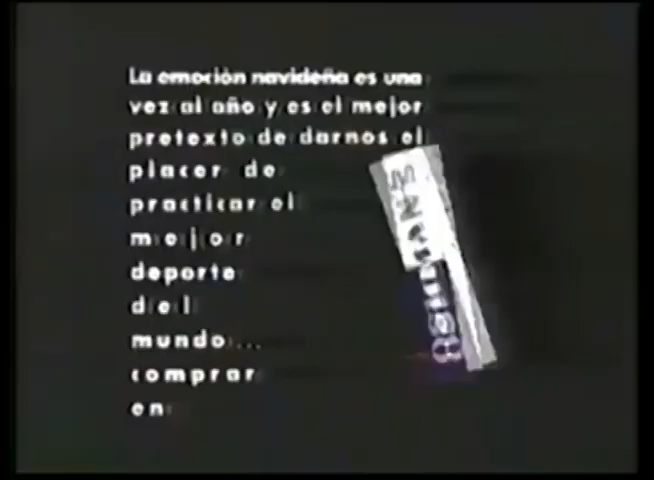 La emoción navideña es una
vez al año y es el mejor
pretexto de darnos el
placer de
practicar el
mejor
deporte
del
mundo...
comprar
en